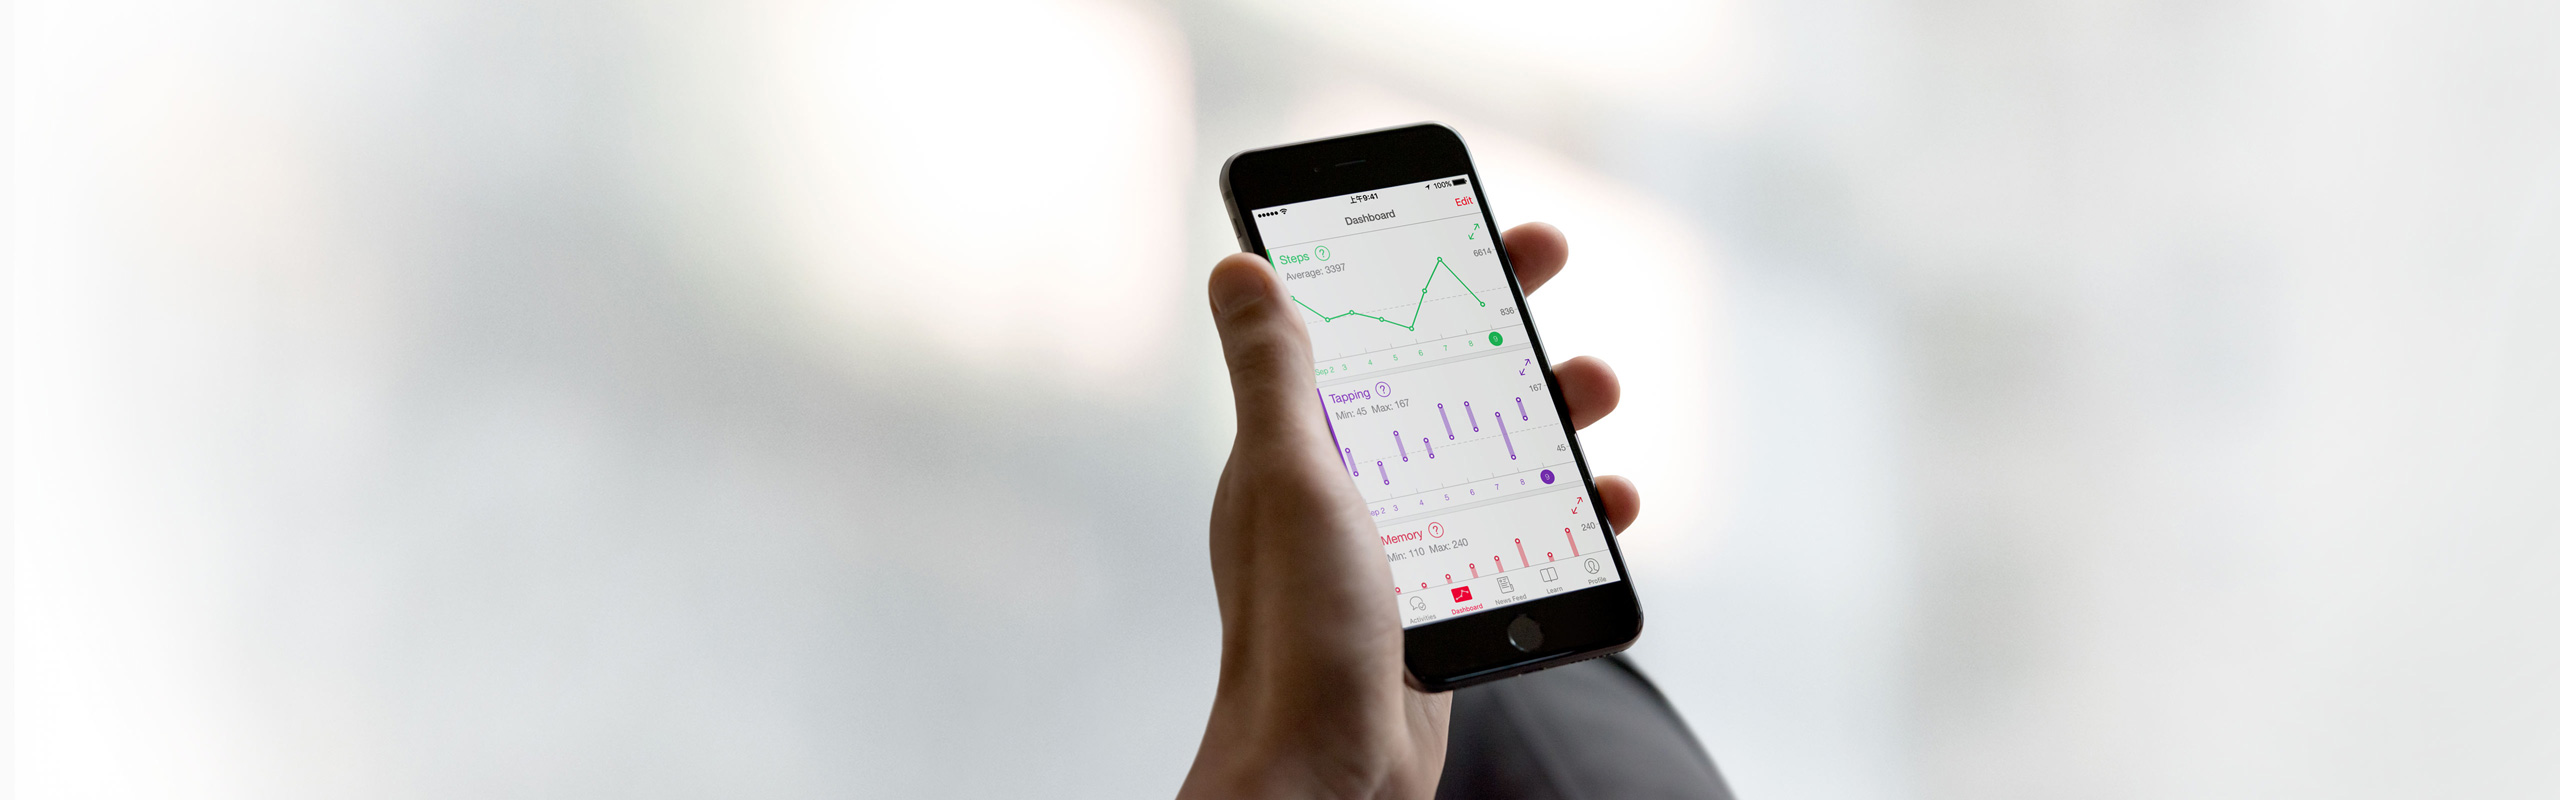 上午9:41
100%
Dashboard
Edit
Steps ?
Average: 3397
6614
836
Sep 2 3 4 5 6 7 8 9
Tapping ?
Min: 45 Max: 167
167
45
ep 2 3 4 5 6 7 8 9
Memory ?
Min: 110 Max: 240
240
Activities
Dashboard
News Feed
Learn
Profile